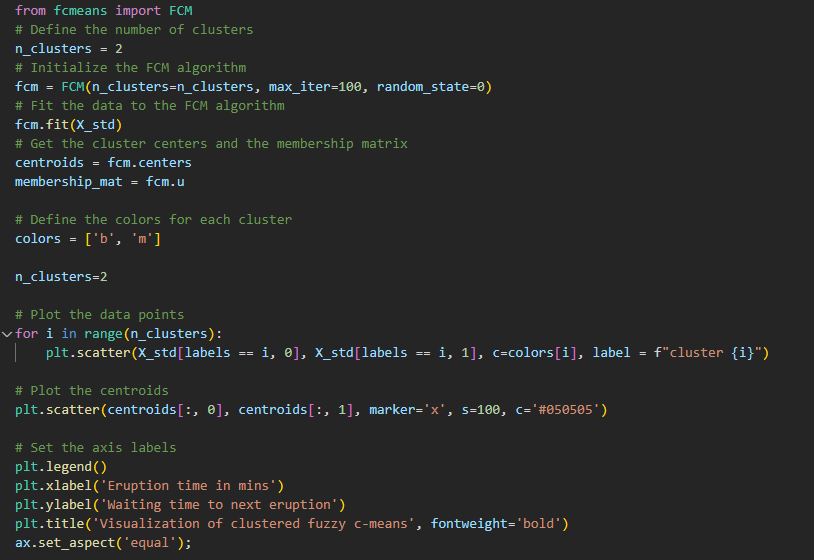 from fcmeans import FCM
# Define the number of clusters
n_clusters = 2
# Initialize the FCM algorithm
fcm = FCM(n_clusters=n_clusters, max_iter=100, random_state=0)
# Fit the data to the FCM algorithm
fcm.fit(X_std)
# Get the cluster centers and the membership matrix
centroids = fcm.centers
membership_mat = fcm.u
# Define the colors for each cluster
colors = ['b', 'm']
n_clusters=2
# Plot the data points
for i in range(n_clusters):
    plt.scatter(X_std[labels == i, 0], X_std[labels == i, 1], c=colors[i], label = f"cluster {i}")
# Plot the centroids
plt.scatter(centroids[:, 0], centroids[:, 1], marker='x', s=100, c='#050505')
# Set the axis labels
plt.legend()
plt.xlabel('Eruption time in mins')
plt.ylabel('Waiting time to next eruption')
plt.title('Visualization of clustered fuzzy c-means', fontweight='bold')
ax.set_aspect('equal');